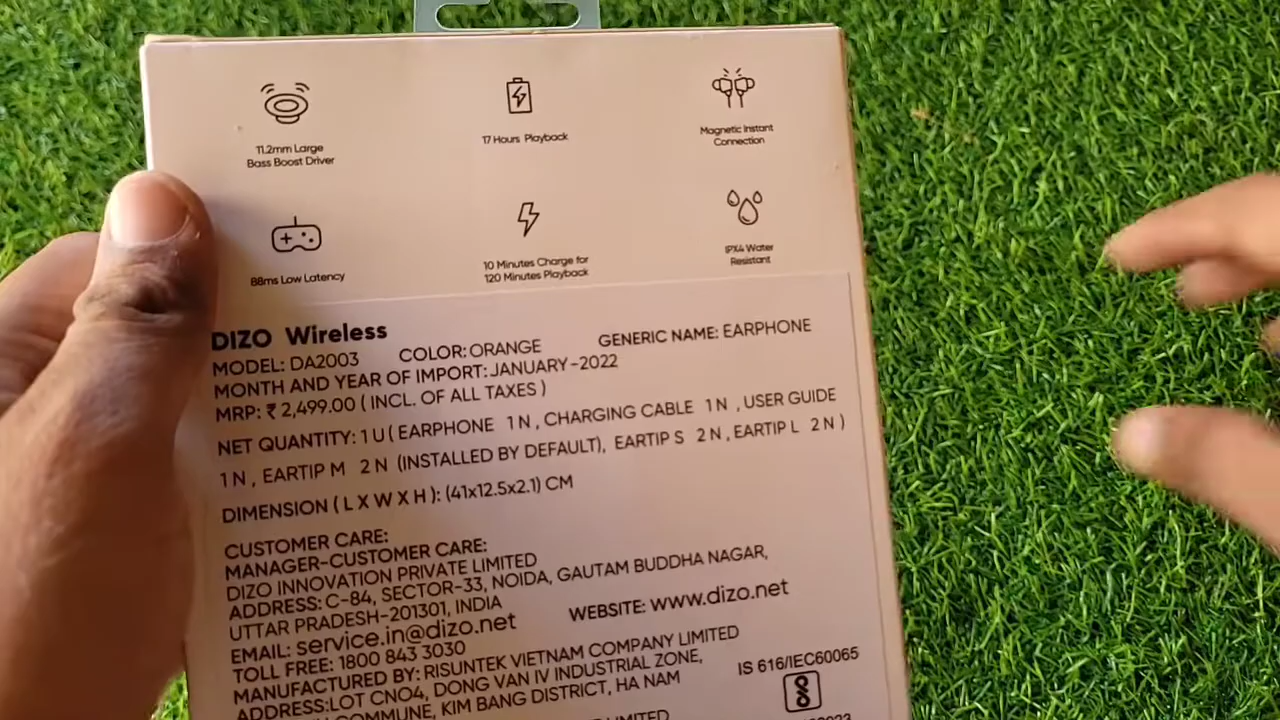 11.2mm Large
Bass Boost Driver
17 Hours Playback
Magnetic Instant
Connection
88ms Low Latency
10 Minutes Charge for
120 Minutes Playback
IPX4 Water
Resistant
DIZO Wireless
MODEL: DA2003 COLOR: ORANGE GENERIC NAME: EARPHONE
MONTH AND YEAR OF IMPORT: JANUARY-2022
MRP: ₹ 2,499.00 ( INCL. OF ALL TAXES )
NET QUANTITY: 1 U ( EARPHONE 1 N , CHARGING CABLE 1 N , USER GUIDE
1 N , EARTIP M 2 N (INSTALLED BY DEFAULT), EARTIP S 2 N , EARTIP L 2 N )
DIMENSION ( L X W X H ): (41x12.5x2.1) CM
CUSTOMER CARE:
MANAGER-CUSTOMER CARE:
DIZO INNOVATION PRIVATE LIMITED
ADDRESS: C-84, SECTOR-33, NOIDA, GAUTAM BUDDHA NAGAR,
UTTAR PRADESH-201301, INDIA
EMAIL: service.in@dizo.net WEBSITE: www.dizo.net
TOLL FREE: 1800 843 3030
MANUFACTURED BY: RISUNTEK VIETNAM COMPANY LIMITED
ADDRESS: LOT CNO4, DONG VAN IV INDUSTRIAL ZONE,
COMMUNE, KIM BANG DISTRICT, HA NAM
IS 616/IEC60065
LIMITED